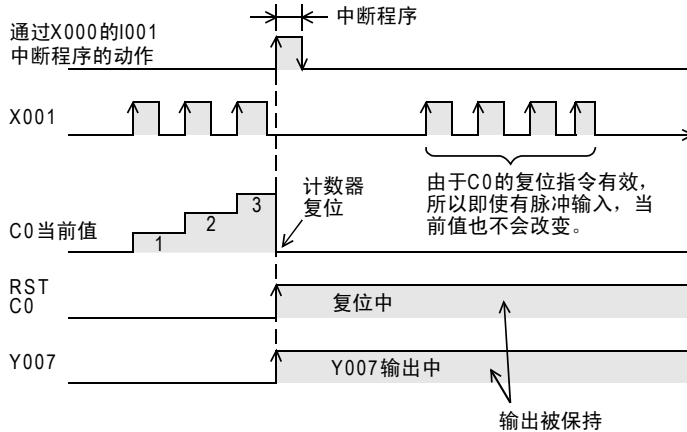 中断程序
通过X000的I001
中断程序的动作
X001
计数器
复位
由于C0的复位指令有效,
所以即使有脉冲输入，当
前值也不会改变。
C0当前值
1
2
3
RST
C0
复位中
Y007
Y007输出中
输出被保持